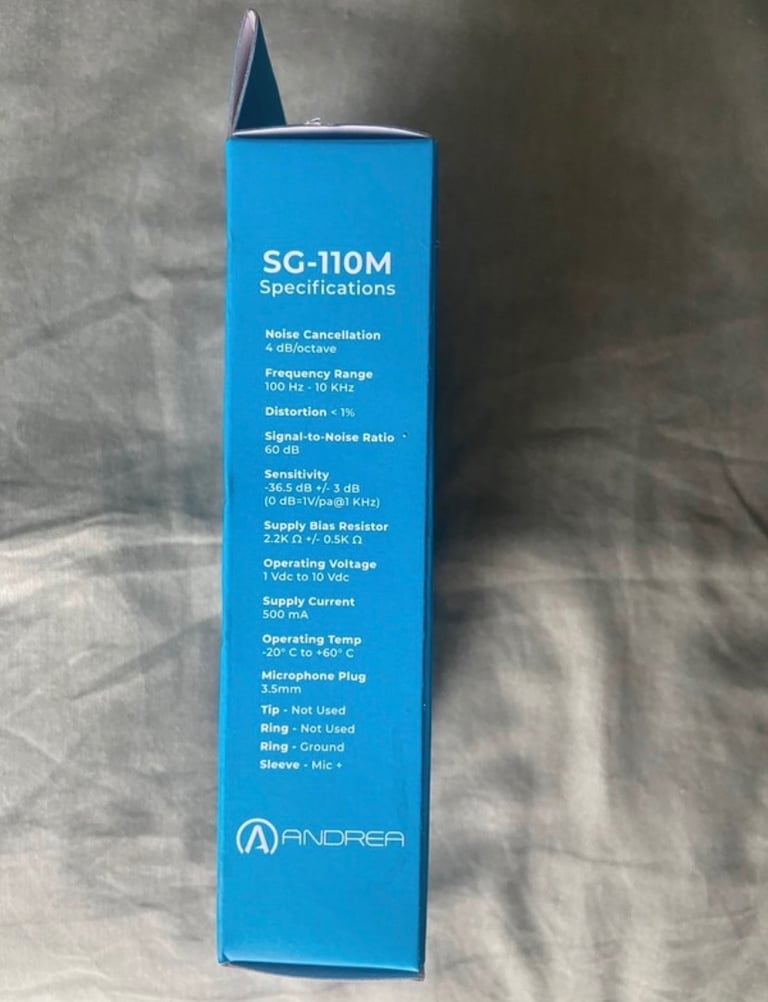 SG-110M
Specifications
Noise Cancellation
4 dB/octave
Frequency Range
100 Hz - 10 KHz
Distortion < 1%
Signal-to-Noise Ratio
60 dB
Sensitivity
-36.5 dB +/- 3 dB
(0 dB=1V/pa@1 KHz)
Supply Bias Resistor
2.2K Ω +/- 0.5K Ω
Operating Voltage
1 Vdc to 10 Vdc
Supply Current
500 mA
Operating Temp
-20° C to +60° C
Microphone Plug
3.5mm
Tip - Not Used
Ring - Not Used
Ring - Ground
Sleeve - Mic +
ANDREA